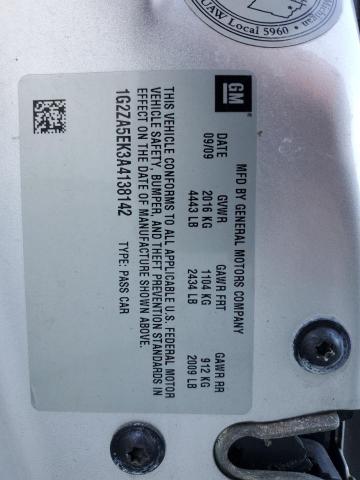 Michigan
UAW Local 5960
GM
MFD BY GENERAL MOTORS COMPANY
DATE GVWR GAWR FRT GAWR RR
09/09 2016 KG 1104 KG 912 KG
4443 LB 2434 LB 2009 LB
THIS VEHICLE CONFORMS TO ALL APPLICABLE U.S. FEDERAL MOTOR
VEHICLE SAFETY, BUMPER, AND THEFT PREVENTION STANDARDS IN
EFFECT ON THE DATE OF MANUFACTURE SHOWN ABOVE.
1G2ZA5EK3A4138142 TYPE: PASS CAR